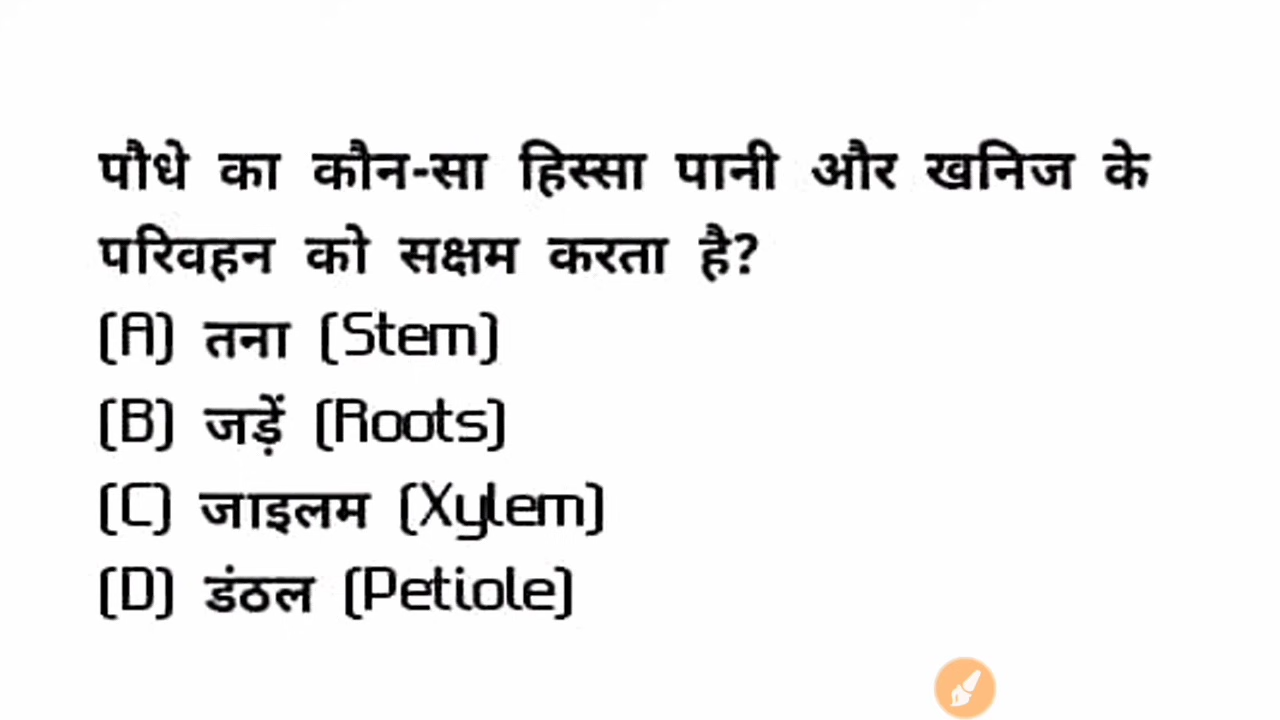 पौधे का कौन-सा हिस्सा पानी और खनिज के
परिवहन को सक्षम करता है?
(A) तना (Stem)
(B) जड़ें (Roots)
(C) जाइलम (Xylem)
(D) डंठल (Petiole)